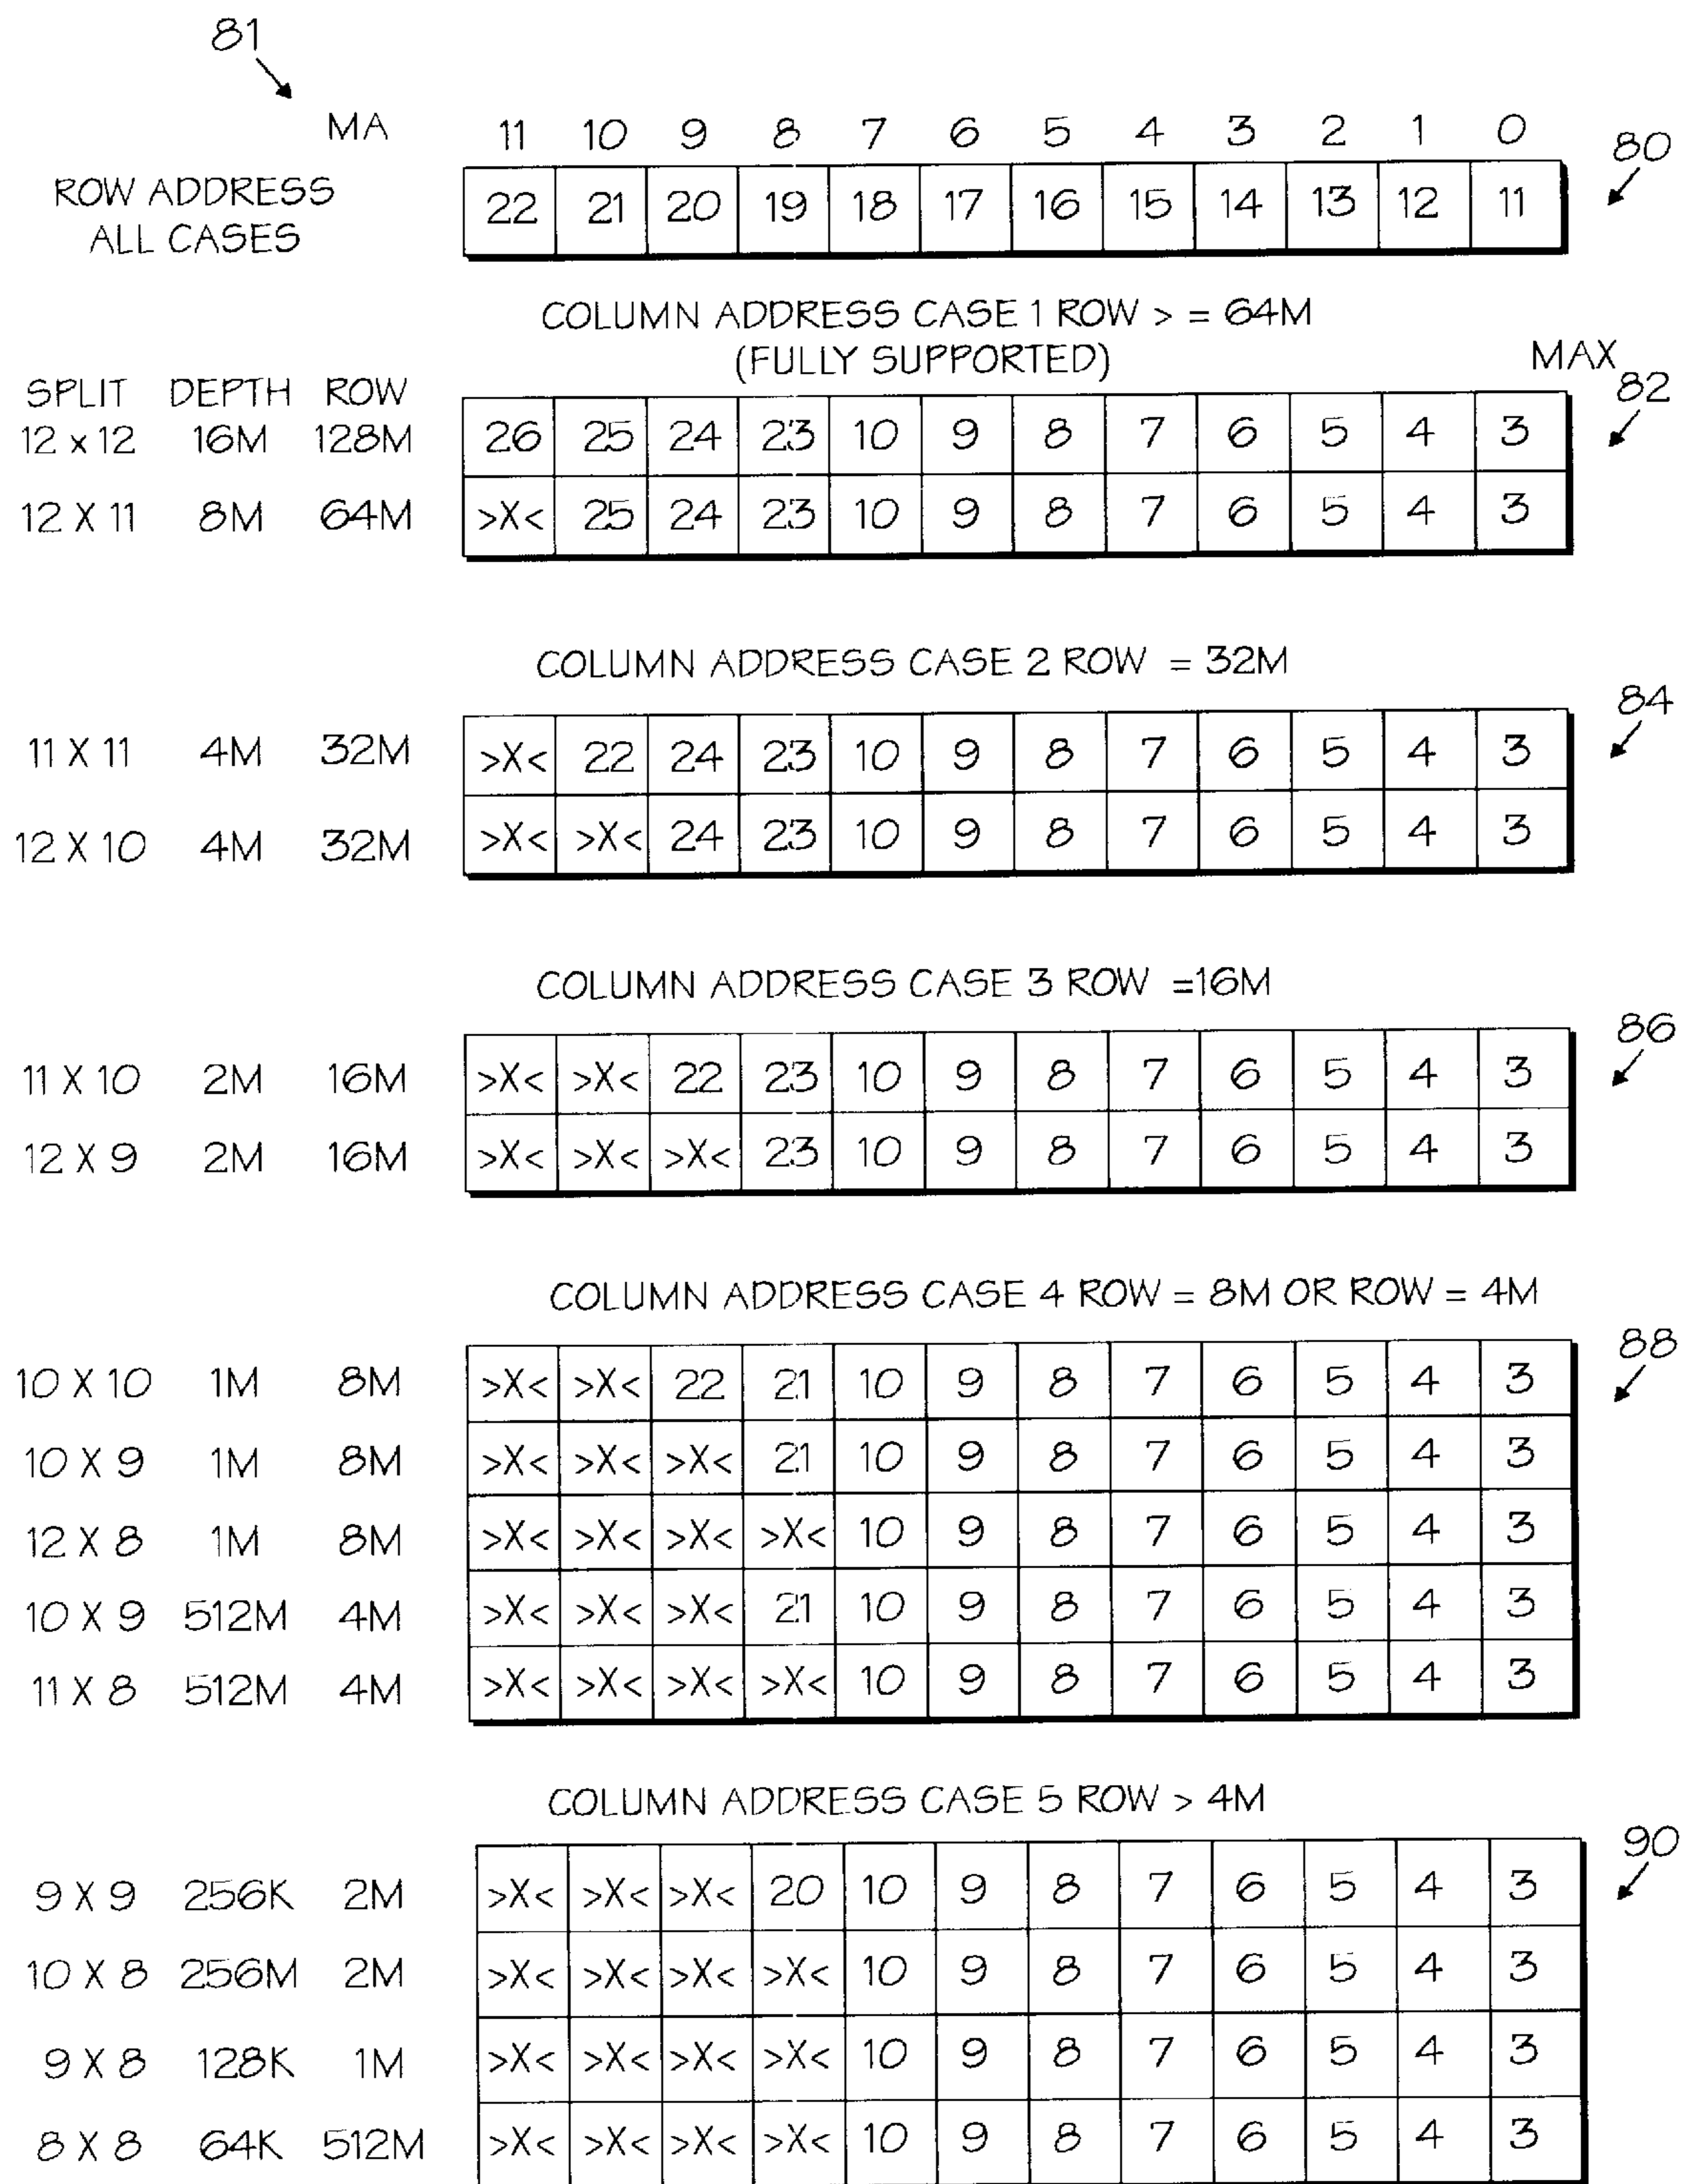 81
MA 11 10 9 8 7 6 5 4 3 2 1 0
80
ROW ADDRESS
ALL CASES
22 21 20 19 18 17 16 15 14 13 12 11
COLUMN ADDRESS CASE 1 ROW > = 64M
(FULLY SUPPORTED)
MAX
82
SPLIT DEPTH ROW
12 x 12 16M 128M 26 25 24 23 10 9 8 7 6 5 4 3
12 X 11 8M 64M >X< 25 24 23 10 9 8 7 6 5 4 3
COLUMN ADDRESS CASE 2 ROW = 32M
84
11 X 11 4M 32M >X< 22 24 23 10 9 8 7 6 5 4 3
12 X 10 4M 32M >X< >X< 24 23 10 9 8 7 6 5 4 3
COLUMN ADDRESS CASE 3 ROW =16M
86
11 X 10 2M 16M >X< >X< 22 23 10 9 8 7 6 5 4 3
12 X 9 2M 16M >X< >X< >X< 23 10 9 8 7 6 5 4 3
COLUMN ADDRESS CASE 4 ROW = 8M OR ROW = 4M
88
10 X 10 1M 8M >X< >X< 22 21 10 9 8 7 6 5 4 3
10 X 9 1M 8M >X< >X< >X< 21 10 9 8 7 6 5 4 3
12 X 8 1M 8M >X< >X< >X< >X< 10 9 8 7 6 5 4 3
10 X 9 512M 4M >X< >X< >X< 21 10 9 8 7 6 5 4 3
11 X 8 512M 4M >X< >X< >X< >X< 10 9 8 7 6 5 4 3
COLUMN ADDRESS CASE 5 ROW > 4M
90
9 X 9 256K 2M >X< >X< >X< 20 10 9 8 7 6 5 4 3
10 X 8 256M 2M >X< >X< >X< >X< 10 9 8 7 6 5 4 3
9 X 8 128K 1M >X< >X< >X< >X< 10 9 8 7 6 5 4 3
8 X 8 64K 512M >X< >X< >X< >X< 10 9 8 7 6 5 4 3